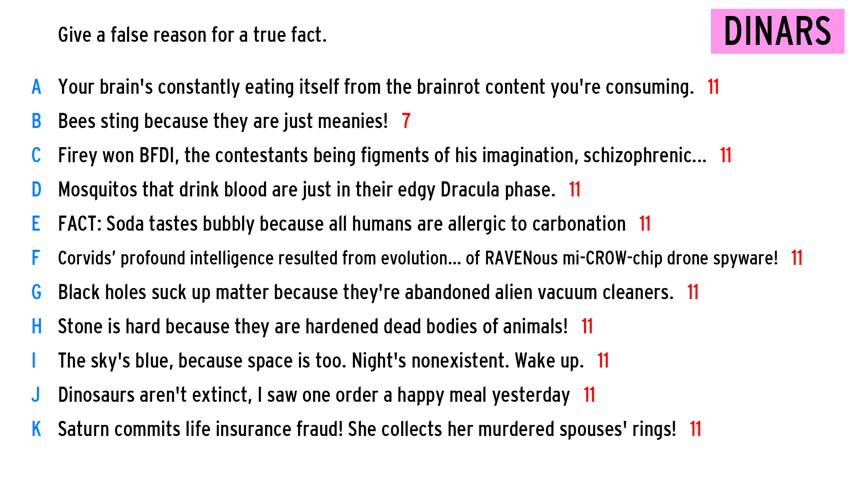 Give a false reason for a true fact.
DINARS
A Your brain's constantly eating itself from the brainrot content you're consuming. 11
B Bees sting because they are just meanies! 7
C Firey won BFDI, the contestants being figments of his imagination, schizophrenic... 11
D Mosquitos that drink blood are just in their edgy Dracula phase. 11
E FACT: Soda tastes bubbly because all humans are allergic to carbonation 11
F Corvids’ profound intelligence resulted from evolution... of RAVENous mi-CROW-chip drone spyware! 11
G Black holes suck up matter because they're abandoned alien vacuum cleaners. 11
H Stone is hard because they are hardened dead bodies of animals! 11
I The sky's blue, because space is too. Night's nonexistent. Wake up. 11
J Dinosaurs aren't extinct, I saw one order a happy meal yesterday 11
K Saturn commits life insurance fraud! She collects her murdered spouses' rings! 11